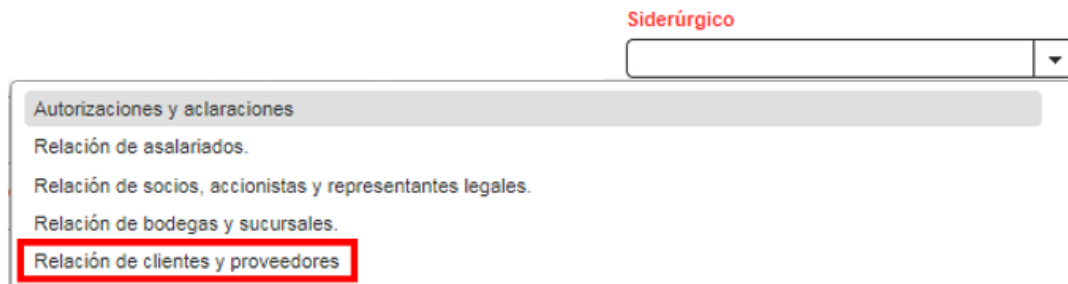 Siderúrgico
Autorizaciones y aclaraciones
Relación de asalariados.
Relación de socios, accionistas y representantes legales.
Relación de bodegas y sucursales.
Relación de clientes y proveedores